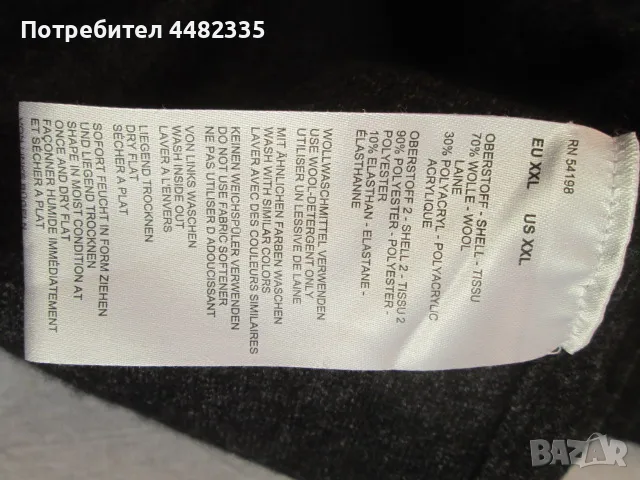 Потребител 4482335
RN 54198
EU XXL US XXL
OBERSTOFF - SHELL - TISSU
70% WOLLE - WOOL
LAINE
30% POLYACRYL - POLYACRYLIC
ACRYLIQUE
OBERSTOFF 2 - SHELL 2 - TISSU 2
90% POLYESTER - POLYESTER -
POLYESTER
10% ELASTHAN - ELASTANE -
ÉLASTHANNE
WOLLWASCHMITTEL VERWENDEN
USE WOOL-DETERGENT ONLY
UTILISER UN LESSIVE DE LAINE
MIT ÄHNLICHEN FARBEN WASCHEN
WASH WITH SIMILAR COLORS
LAVER AVEC DES COULEURS SIMILAIRES
KEINEN WEICHSPÜLER VERWENDEN
DO NOT USE FABRIC SOFTENER
NE PAS UTILISER D ADOUCISSANT
VON LINKS WASCHEN
WASH INSIDE OUT
LAVER A L'ENVERS
LIEGEND TROCKNEN
DRY FLAT
SÉCHER A PLAT
SOFORT FEUCHT IN FORM ZIEHEN
UND LIEGEND TROCKNEN
SHAPE IN MOIST CONDITION AT
ONCE AND DRY FLAT
FAÇONNER HUMIDE IMMÉDIATEMENT
ET SÉCHER A PLAT
BAZAR